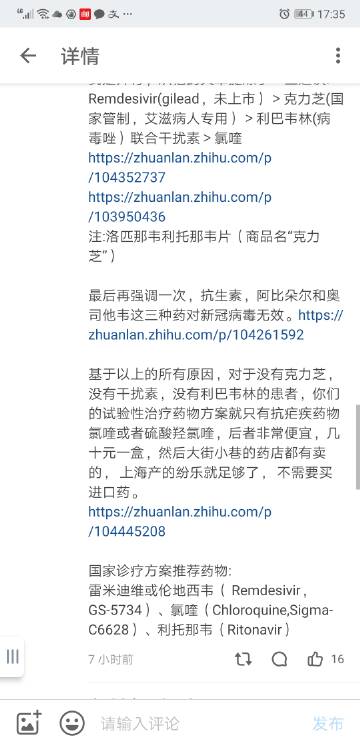 17:35
详情
Remdesivir(gilead，未上市）＞克力芝(国
家管制，艾滋病人专用）＞利巴韦林(病
毒唑）联合干扰素＞氯喹
https://zhuanlan.zhihu.com/p
/104352737
https://zhuanlan.zhihu.com/p
/103950436
注:洛匹那韦利托那韦片（商品名“克力
芝”）
最后再强调一次，抗生素，阿比朵尔和奥
司他韦这三种药对新冠病毒无效。https://
zhuanlan.zhihu.com/p/104261592
基于以上的所有原因，对于没有克力芝，
没有干扰素，没有利巴韦林的患者，你们
的试验性治疗药物方案就只有抗疟疾药物
氯喹或者硫酸羟氯喹，后者非常便宜，几
十元一盒，然后大街小巷的药店都有卖
的，上海产的纷乐就足够了，不需要买
进口药。
https://zhuanlan.zhihu.com/p
/104445208
国家诊疗方案推荐药物:
雷米迪维或伦地西韦（ Remdesivir，
GS-5734）、氯喹（Chloroquine,Sigma-
C6628）、利托那韦（Ritonavir）
7 小时前
16
请输入评论
发布